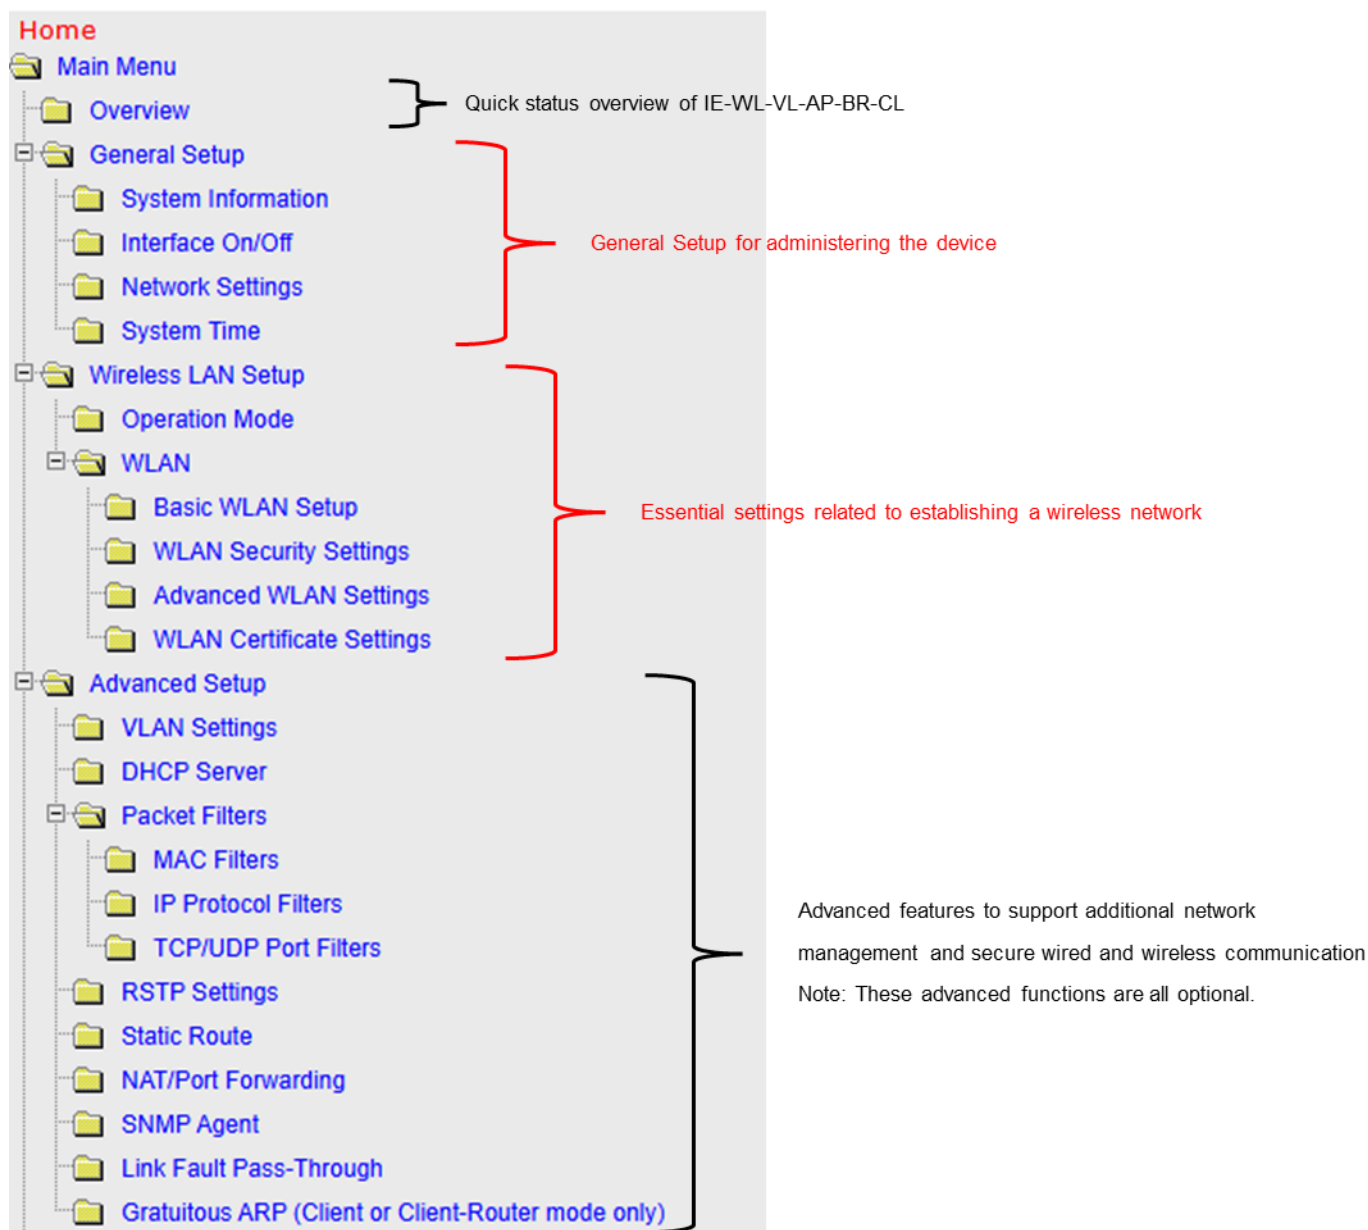 Home
Main Menu
Overview
Quick status overview of IE-WL-VL-AP-BR-CL
General Setup
System Information
Interface On/Off
General Setup for administering the device
Network Settings
System Time
Wireless LAN Setup
Operation Mode
WLAN
Basic WLAN Setup
Essential settings related to establishing a wireless network
WLAN Security Settings
Advanced WLAN Settings
WLAN Certificate Settings
Advanced Setup
VLAN Settings
DHCP Server
Packet Filters
MAC Filters
IP Protocol Filters
TCP/UDP Port Filters
Advanced features to support additional network
management and secure wired and wireless communication
Note: These advanced functions are all optional.
RSTP Settings
Static Route
NAT/Port Forwarding
SNMP Agent
Link Fault Pass-Through
Gratuitous ARP (Client or Client-Router mode only)